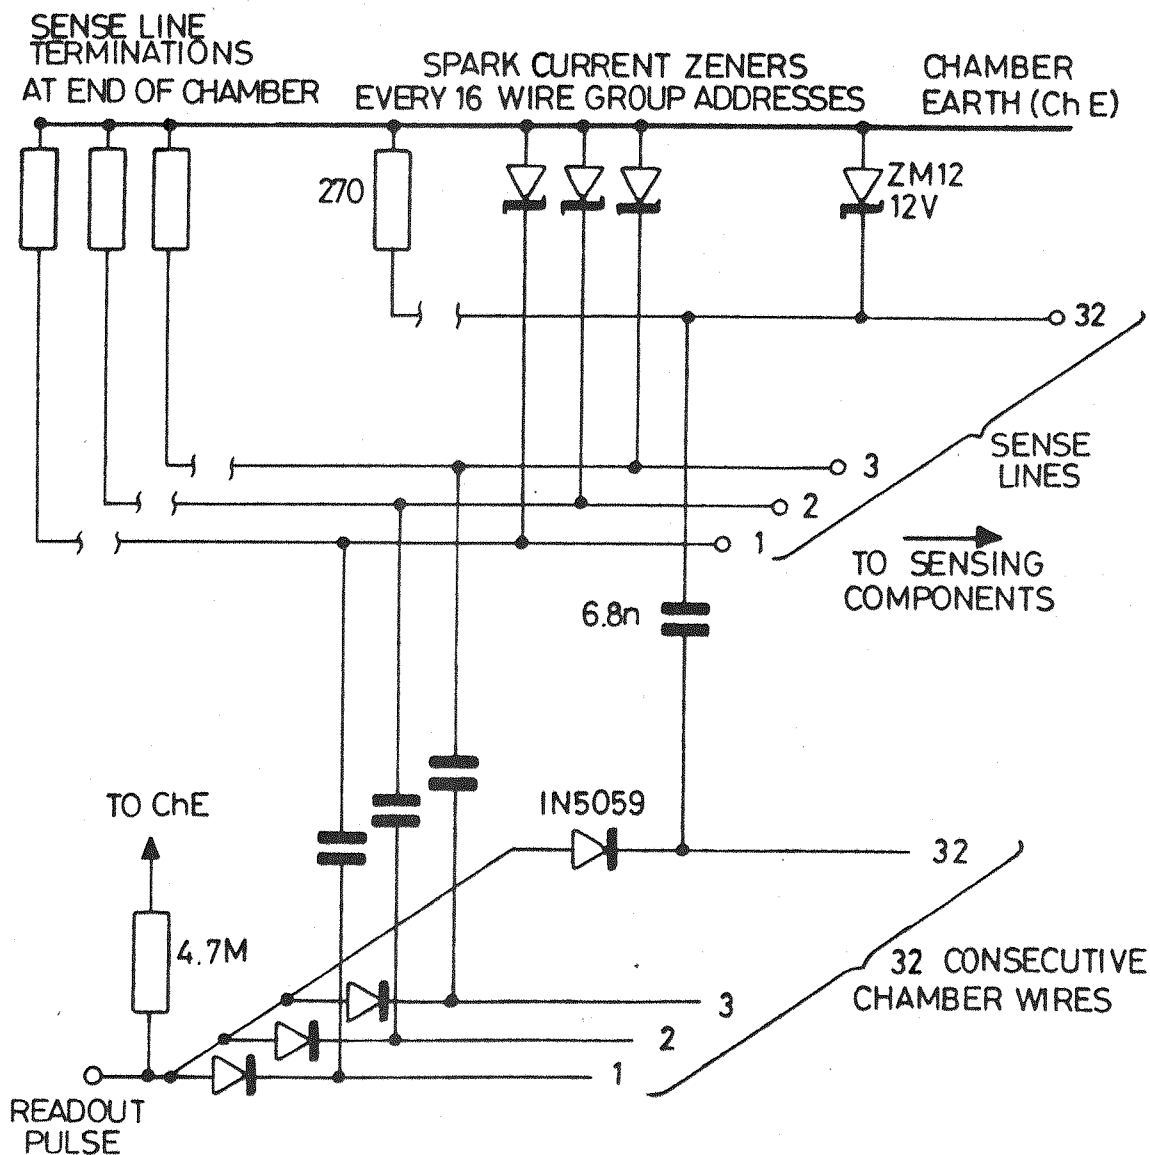 SENSE LINE
TERMINATIONS
AT END OF CHAMBER
SPARK CURRENT ZENERS
EVERY 16 WIRE GROUP ADDRESSES
CHAMBER
EARTH (Ch E)
270
ZM12
12V
32
3
2
1
SENSE
LINES
TO SENSING
COMPONENTS
6.8n
TO ChE
IN5059
4.7M
32
3
2
1
32 CONSECUTIVE
CHAMBER WIRES
READOUT
PULSE